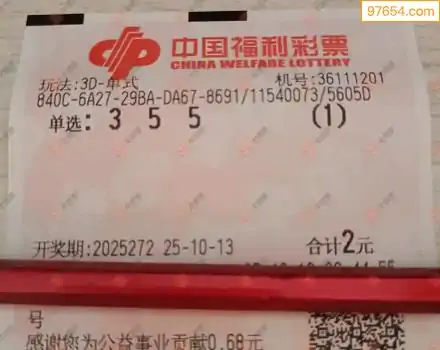 97654.com
中国福利彩票
CHINA WELFARE LOTTERY
玩法:3D-单式 机号:36111201
840C-6A27-29BA-DA67-8691/11540073/5605D
单选: 3 5 5 (1)
开奖期:2025272 25-10-13 合计2元
号
感谢您为公益事业贡献0.68元